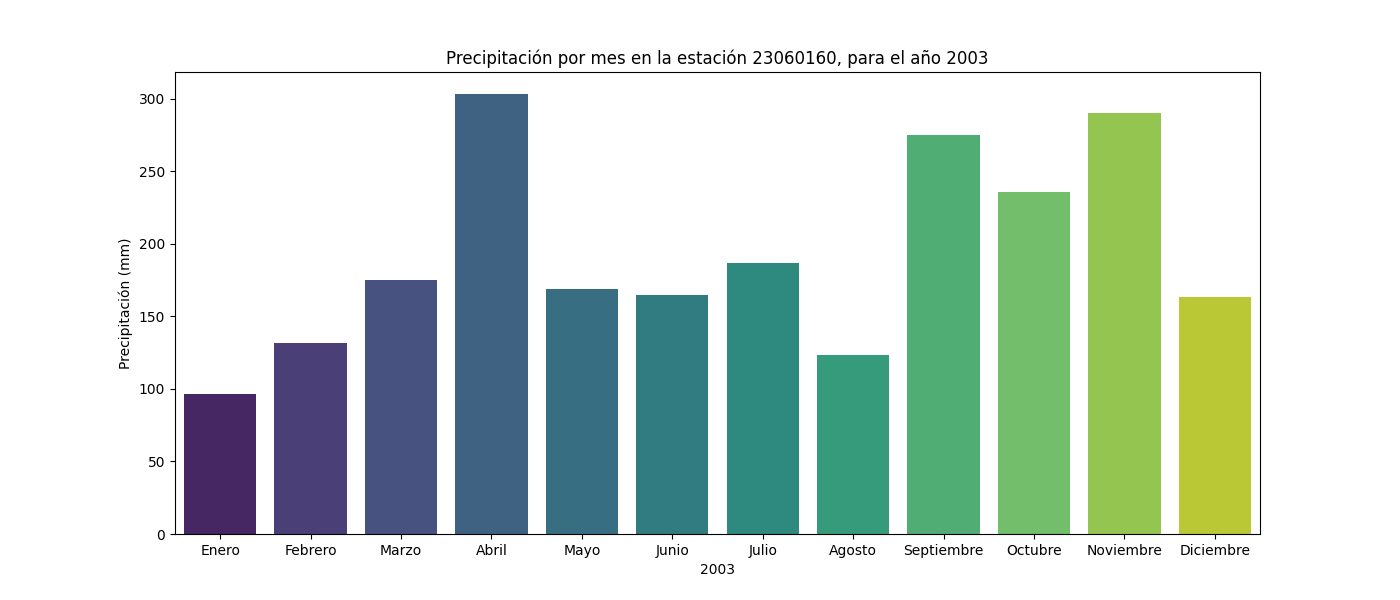 Precipitación por mes en la estación 23060160, para el año 2003
Precipitación (mm)
300
250
200
150
100
50
0
Enero Febrero Marzo Abril Mayo Junio Julio Agosto Septiembre Octubre Noviembre Diciembre
2003